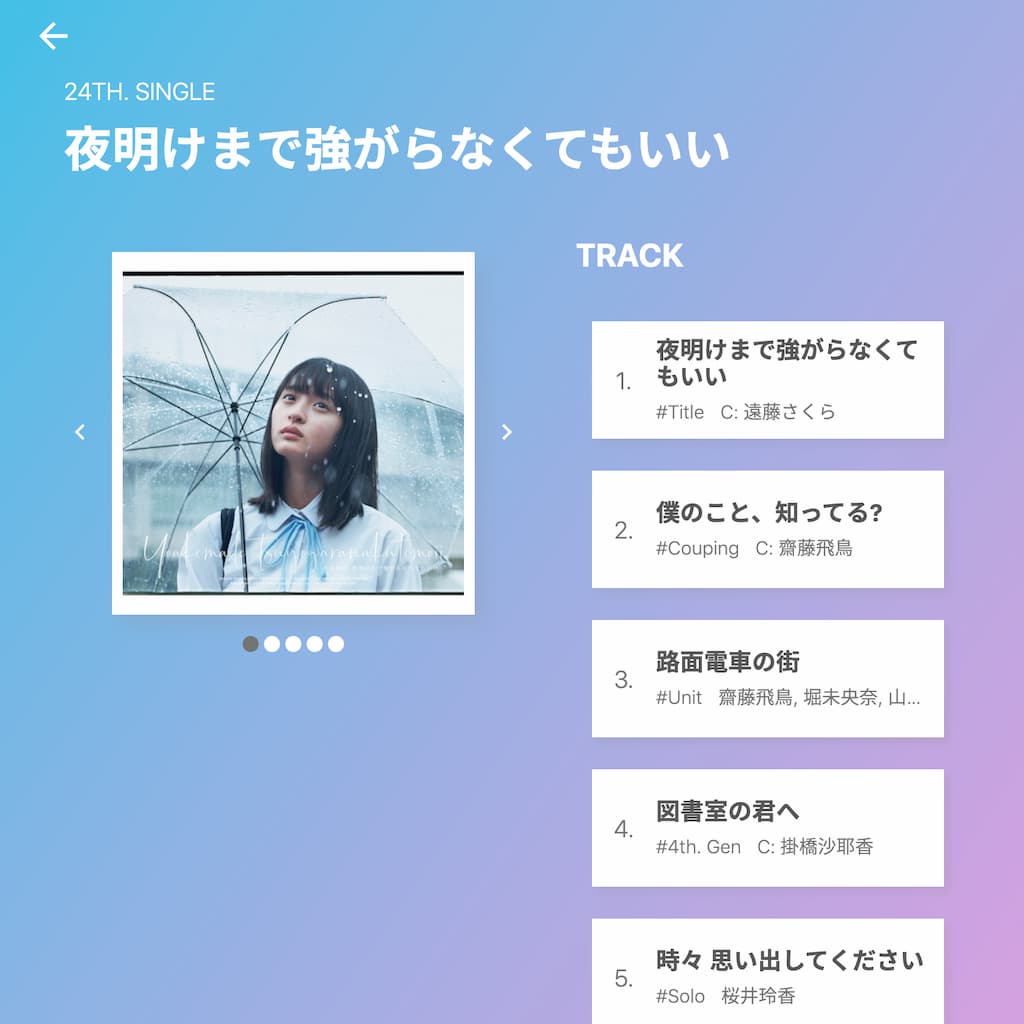 24TH. SINGLE
夜明けまで強がらなくてもいい
TRACK
1.
夜明けまで強がらなくて
もいい
#Title C: 遠藤さくら
2.
僕のこと、知ってる?
#Couping C: 齋藤飛鳥
3.
路面電車の街
#Unit 齋藤飛鳥, 堀未央奈, 山...
4.
図書室の君へ
#4th. Gen C: 掛橋沙耶香
5.
時々 思い出してください
#Solo 桜井玲香